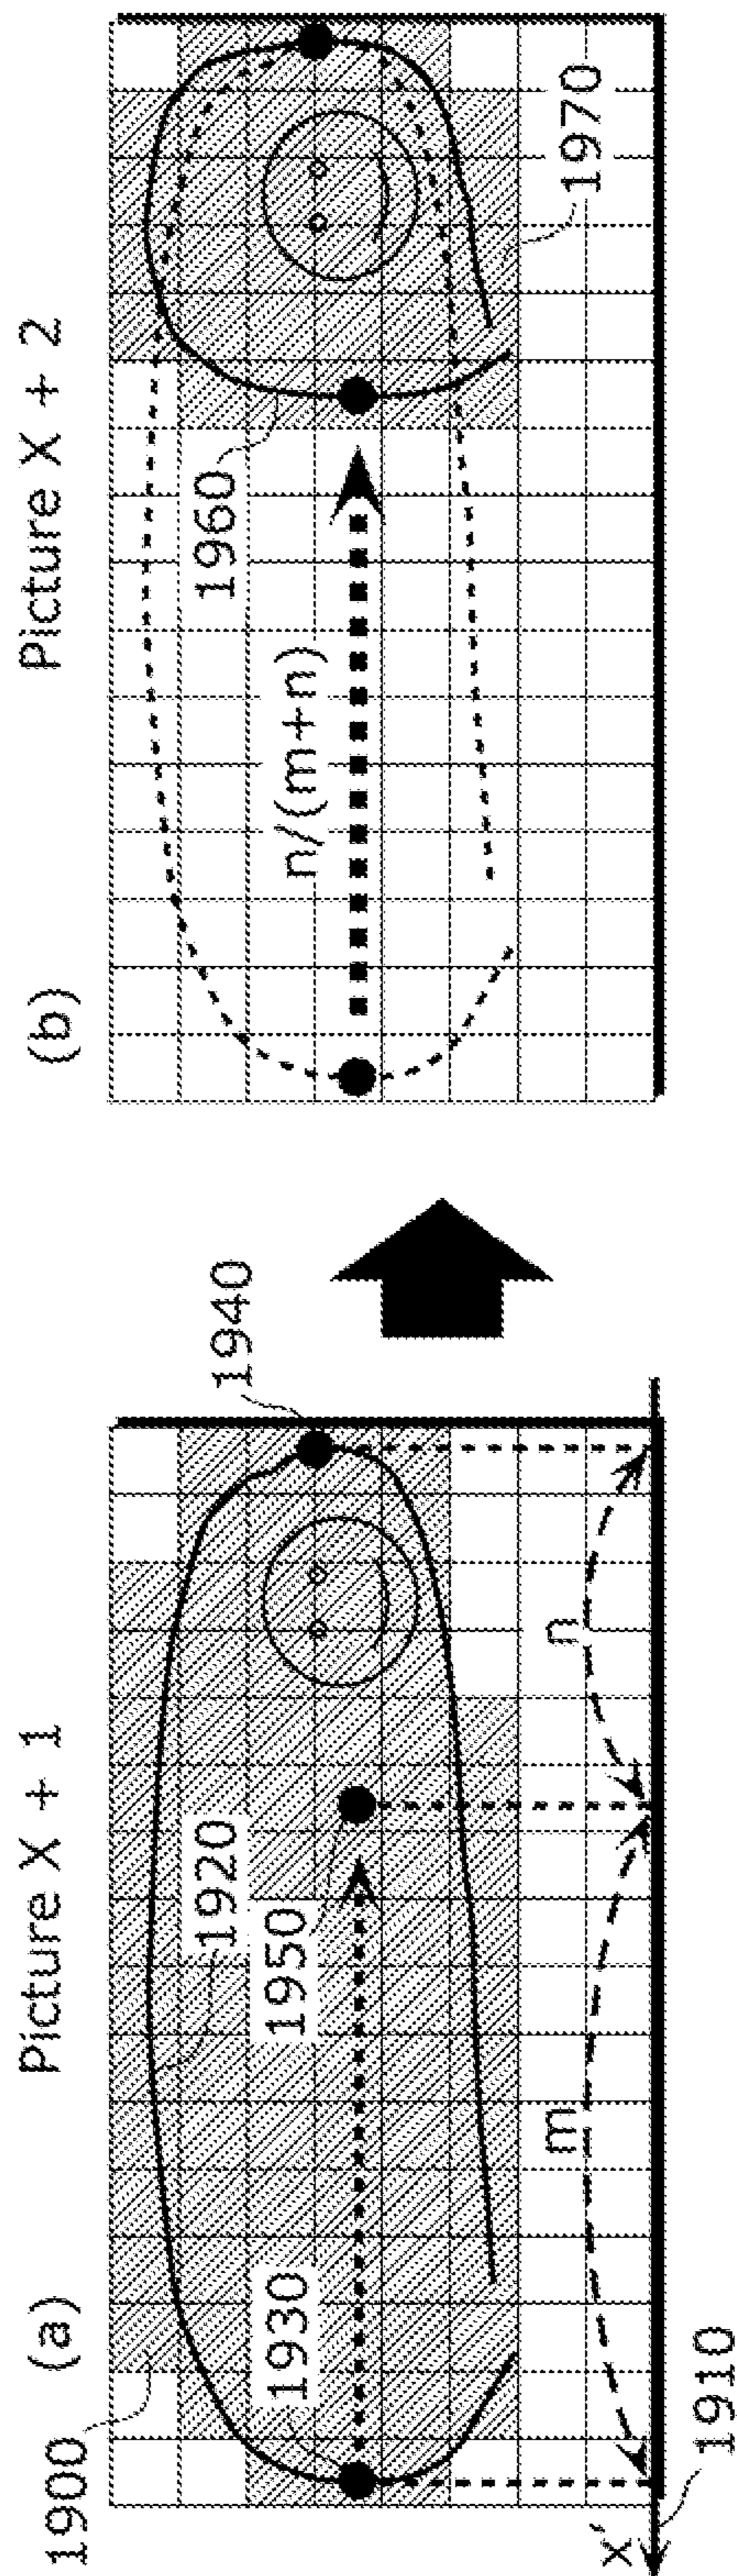 (a)
Picture X + 1
1900
1920
1930
1940
1950
m
n
x′
1910
(b)
Picture X + 2
1960
n/(m+n)
1970